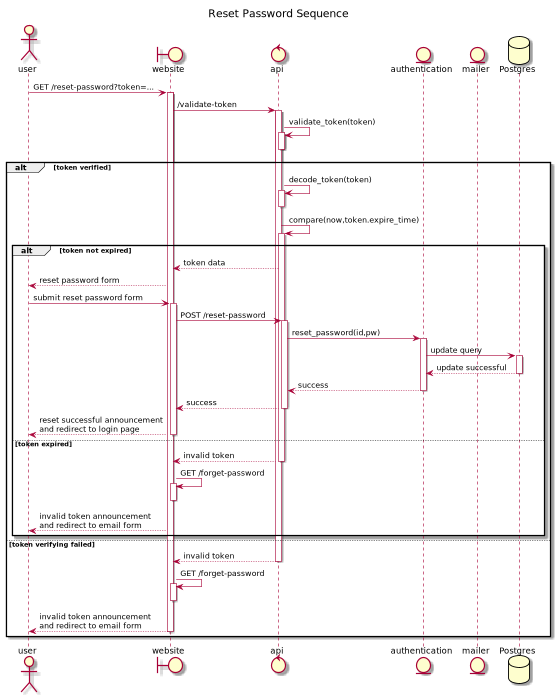 Reset Password Sequence
user
website
api
authentication
mailer
Postgres
GET /reset-password?token=...
/validate-token
validate_token(token)
alt
[token verified]
decode_token(token)
compare(now,token.expire_time)
alt
[token not expired]
token data
reset password form
submit reset password form
POST /reset-password
reset_password(id,pw)
update query
update successful
success
success
reset successful announcement
and redirect to login page
[token expired]
invalid token
GET /forget-password
invalid token announcement
and redirect to email form
[token verifying failed]
invalid token
GET /forget-password
invalid token announcement
and redirect to email form
user
website
api
authentication
mailer
Postgres